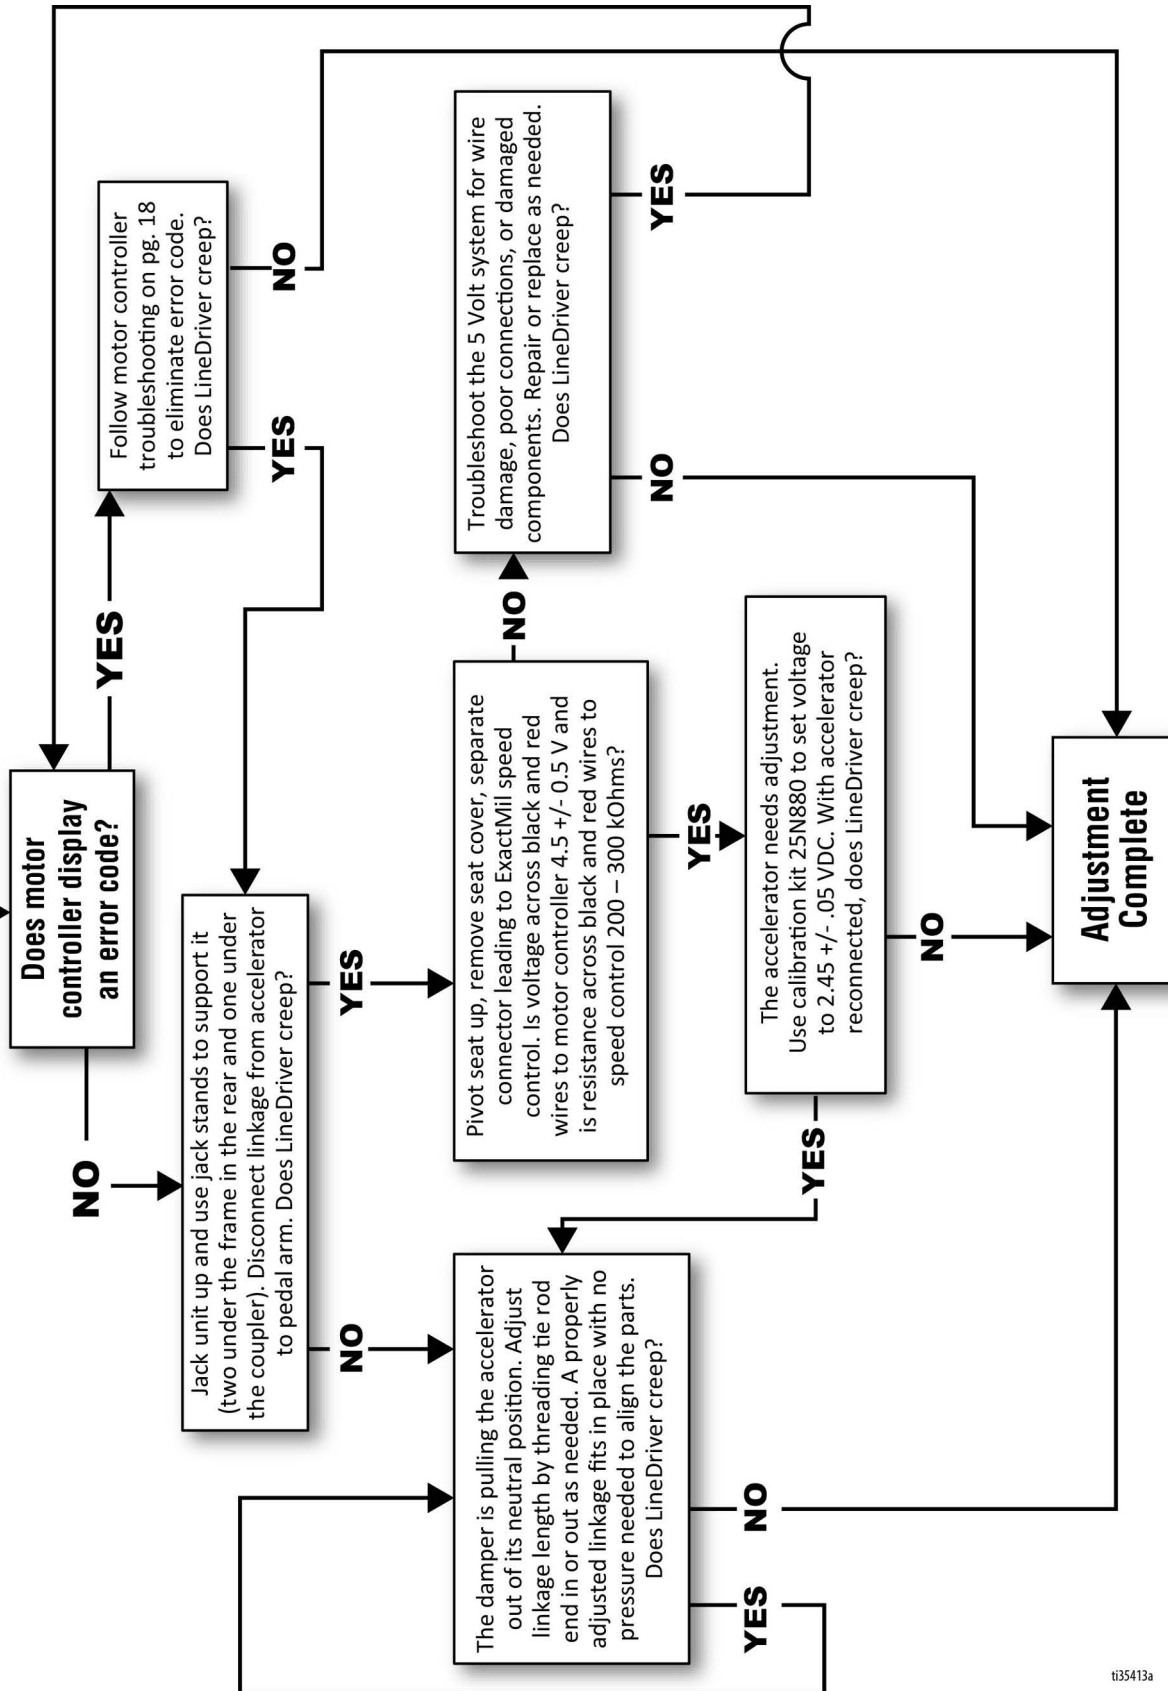 Does motor
controller display
an error code?
YES
NO
Follow motor controller
troubleshooting on pg. 18
to eliminate error code.
Does LineDriver creep?
YES
NO
Jack unit up and use jack stands to support it
(two under the frame in the rear and one under
the coupler). Disconnect linkage from accelerator
to pedal arm. Does LineDriver creep?
NO
YES
Pivot seat up, remove seat cover, separate
connector leading to ExactMil speed
control. Is voltage across black and red
wires to motor controller 4.5 +/- 0.5 V and
is resistance across black and red wires to
speed control 200 – 300 kOhms?
NO
YES
Troubleshoot the 5 Volt system for wire
damage, poor connections, or damaged
components. Repair or replace as needed.
Does LineDriver creep?
NO
YES
The damper is pulling the accelerator
out of its neutral position. Adjust
linkage length by threading tie rod
end in or out as needed. A properly
adjusted linkage fits in place with no
pressure needed to align the parts.
Does LineDriver creep?
YES
NO
The accelerator needs adjustment.
Use calibration kit 25N880 to set voltage
to 2.45 +/- .05 VDC. With accelerator
reconnected, does LineDriver creep?
YES
NO
Adjustment
Complete
ti35413a